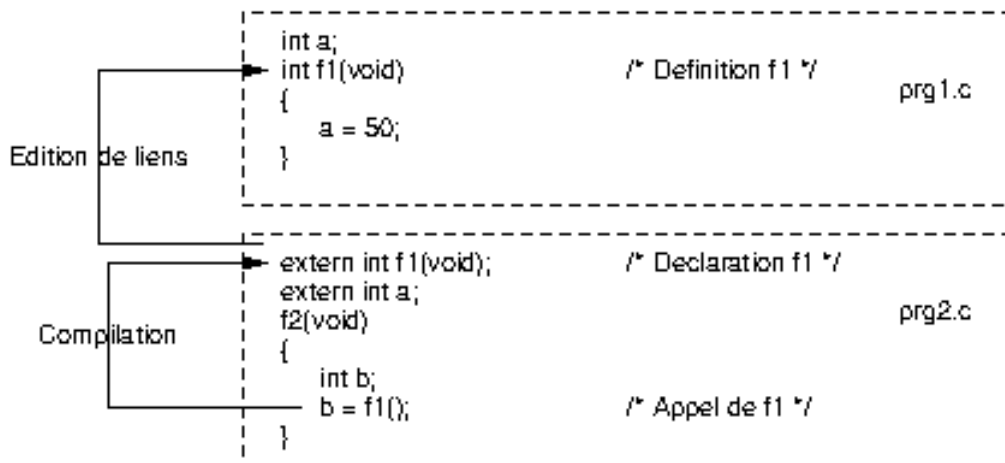 int a;
int f1(void) /* Definition f1 */
prg1.c
{
a = 50;
Edition de liens
}
extern int f1(void); /* Declaration f1 */
extern int a;
prg2.c
f2(void)
Compilation
{
int b;
b = f1(); /* Appel de f1 */
}